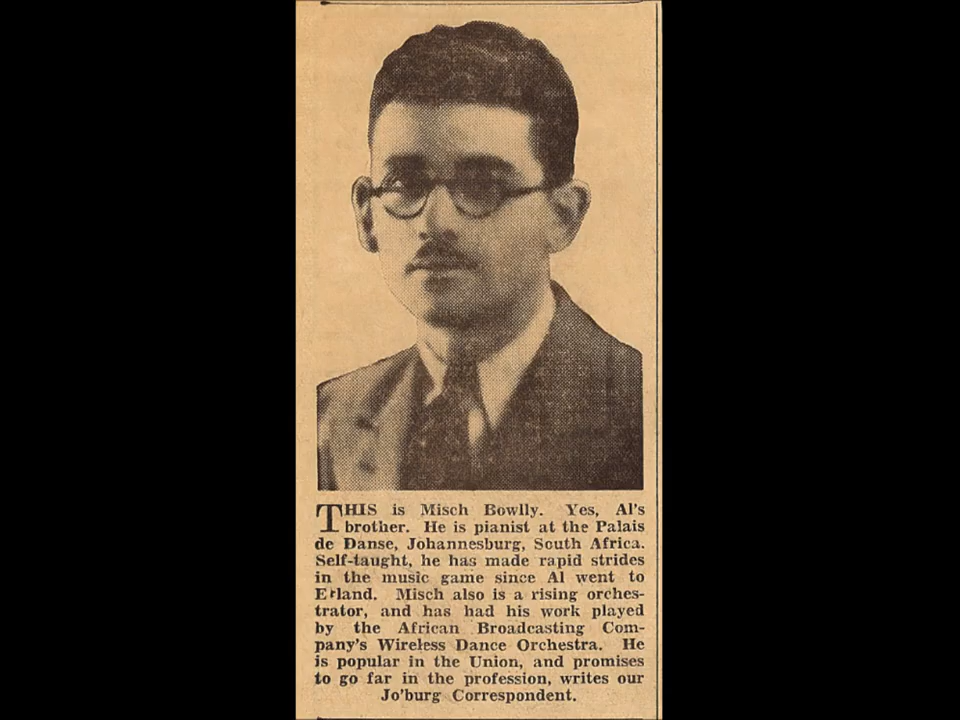 THIS is Misch Bowlly. Yes, Al's
brother. He is pianist at the Palais
de Danse, Johannesburg, South Africa.
Self-taught, he has made rapid strides
in the music game since Al went to
England. Misch also is a rising orches-
trator, and has had his work played
by the African Broadcasting Com-
pany's Wireless Dance Orchestra. He
is popular in the Union, and promises
to go far in the profession, writes our
Jo'burg Correspondent.